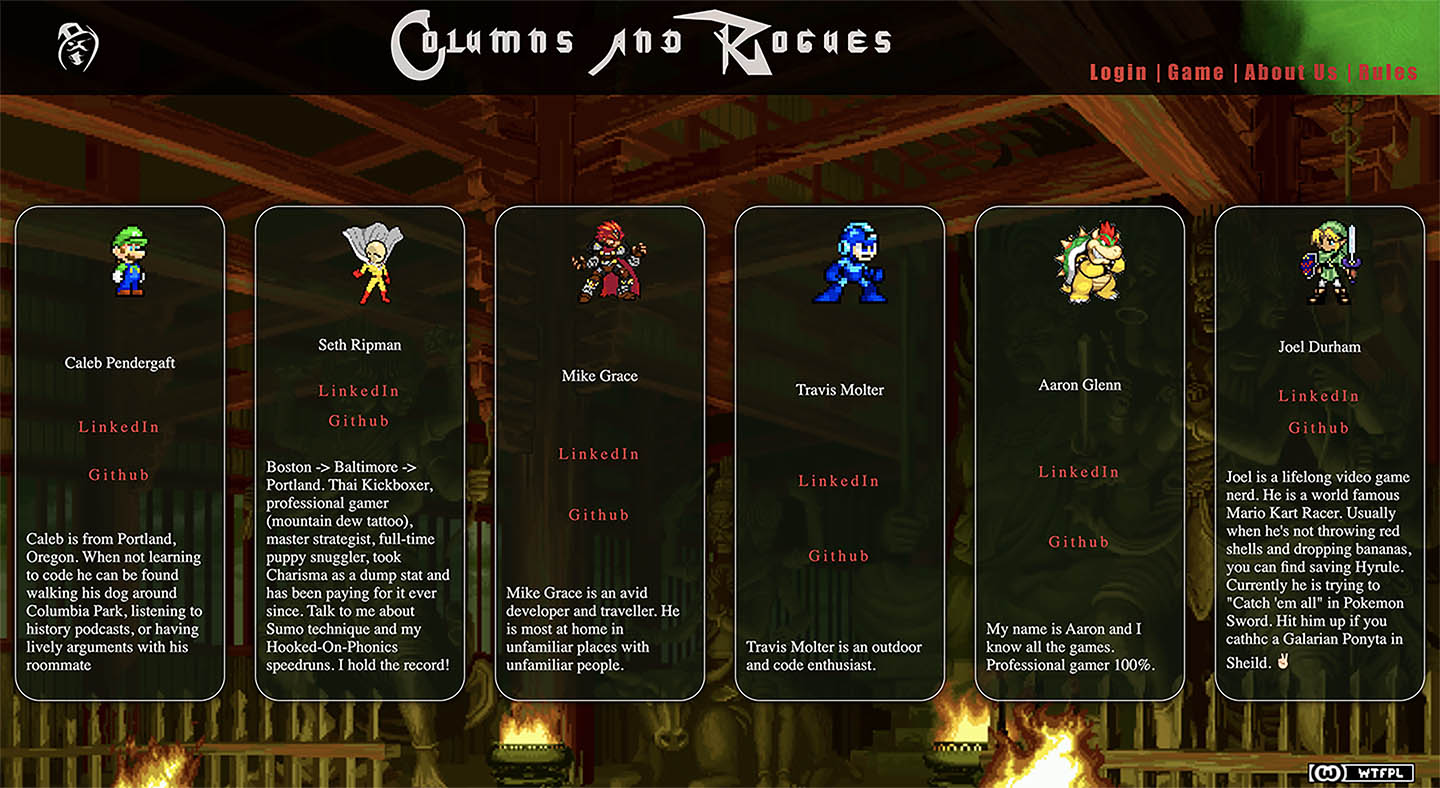 Columns and Rogues
Login | Game | About Us | Rules
Caleb Pendergaft
LinkedIn
Github
Caleb is from Portland,
Oregon. When not learning
to code he can be found
walking his dog around
Columbia Park, listening to
history podcasts, or having
lively arguments with his
roommate
Seth Ripman
LinkedIn
Github
Boston -> Baltimore ->
Portland. Thai Kickboxer,
professional gamer
(mountain dew tattoo),
master strategist, full-time
puppy snuggler, took
Charisma as a dump stat and
has been paying for it ever
since. Talk to me about
Sumo technique and my
Hooked-On-Phonics
speedruns. I hold the record!
Mike Grace
LinkedIn
Github
Mike Grace is an avid
developer and traveller. He
is most at home in
unfamiliar places with
unfamiliar people.
Travis Molter
LinkedIn
Github
Travis Molter is an outdoor
and code enthusiast.
Aaron Glenn
LinkedIn
Github
My name is Aaron and I
know all the games.
Professional gamer 100%.
Joel Durham
LinkedIn
Github
Joel is a lifelong video game
nerd. He is a world famous
Mario Kart Racer. Usually
when he's not throwing red
shells and dropping bananas,
you can find saving Hyrule.
Currently he is trying to
"Catch 'em all" in Pokemon
Sword. Hit him up if you
cathhc a Galarian Ponyta in
Sheild. ✌🏻
WTFPL